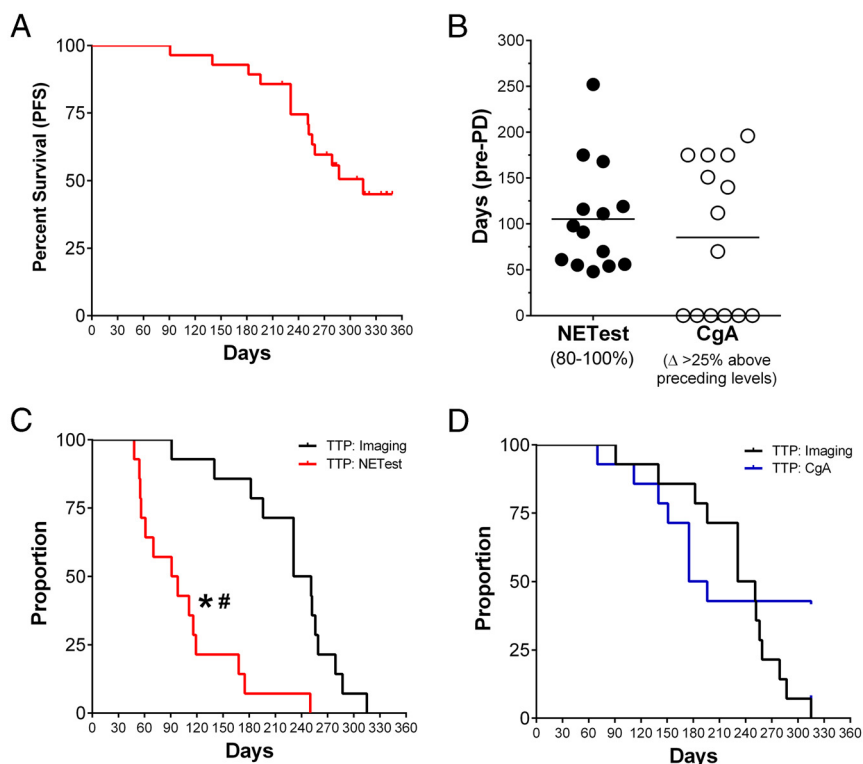 A
Percent Survival (PFS)
100
75
50
25
0
0 30 60 90 120 150 180 210 240 270 300 330 360
Days
B
Days (pre-PD)
300
250
200
150
100
50
0
NETest
(80-100%)
CgA
(Δ >25% above
preceding levels)
C
Proportion
100
75
50
25
0
TTP: Imaging
TTP: NETest
*#
0 30 60 90 120 150 180 210 240 270 300 330 360
Days
D
Proportion
100
75
50
25
0
TTP: Imaging
TTP: CgA
0 30 60 90 120 150 180 210 240 270 300 330 360
Days